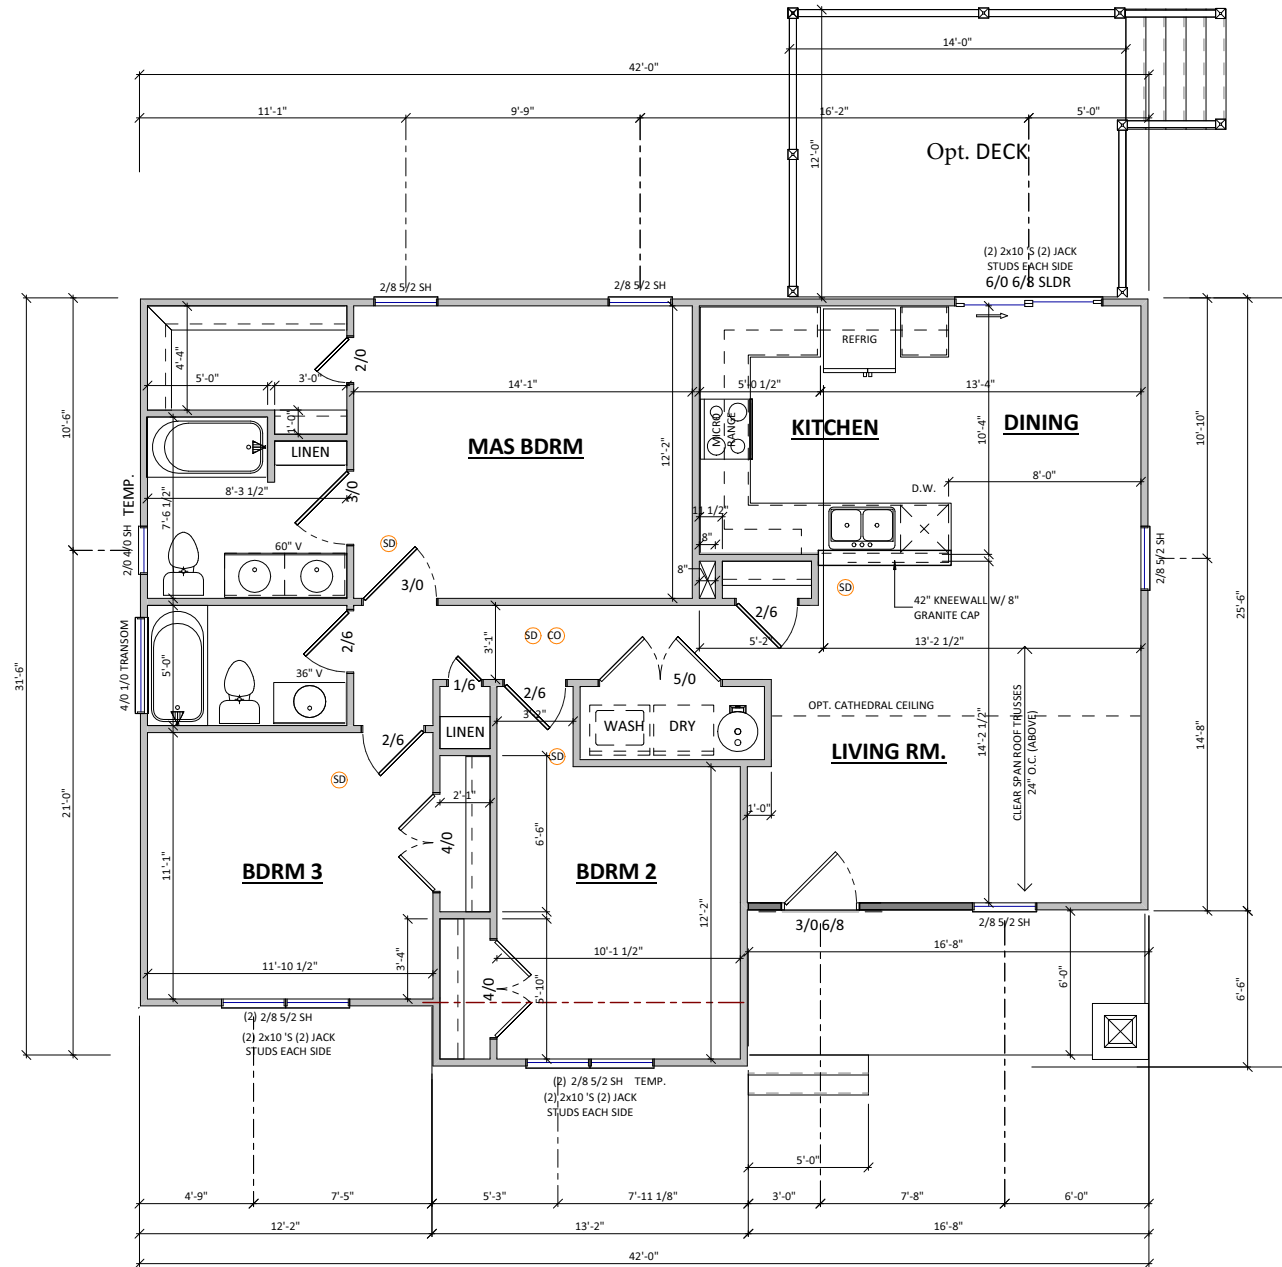 14'-0"
42'-0"
11'-1"
9'-9"
16'-2"
5'-0"
12'-0"
Opt. DECK
(2) 2x10 'S (2) JACK
STUDS EACH SIDE
6/0 6/8 SLDR
2/8 5/2 SH
2/8 5/2 SH
4'-4"
2/0
5'-0"
3'-0"
14'-1"
1'-0"
REFRIG
5'-0 1/2"
13'-4"
MICRO
RANGE
KITCHEN
DINING
10'-4"
10'-6"
10'-10"
MAS BDRM
12'-2"
LINEN
8'-3 1/2"
3/0
7'-6 1/2"
TEMP.
2/0 4/0 SH
8'-0"
D.W.
11 1/2"
8"
60" V
SD
3/0
8"
2/6
SD
42" KNEEWALL W/ 8"
GRANITE CAP
2/8 5/2 SH
25'-6"
31'-6"
4/0 1/0 TRANSOM
5'-0"
2/6
36" V
3'-1"
SD
CO
5'-2"
13'-2 1/2"
1/6
2/6
5/0
3'-2"
LINEN
WASH
DRY
SD
OPT. CATHEDRAL CEILING
LIVING RM.
14'-2 1/2"
CLEAR SPAN ROOF TRUSSES
24" O.C. (ABOVE)
14'-8"
2/6
SD
21'-0"
2'-1"
4/0
6'-6"
1'-0"
11'-1"
BDRM 3
BDRM 2
12'-2"
3/0 6/8
2/8 5/2 SH
3'-4"
11'-10 1/2"
10'-1 1/2"
4/0
5'-10"
16'-8"
6'-0"
6'-6"
(2) 2/8 5/2 SH
(2) 2x10 'S (2) JACK
STUDS EACH SIDE
(2) 2/8 5/2 SH TEMP.
(2) 2x10 'S (2) JACK
STUDS EACH SIDE
5'-0"
4'-9"
7'-5"
5'-3"
7'-11 1/8"
3'-0"
7'-8"
6'-0"
12'-2"
13'-2"
16'-8"
42'-0"